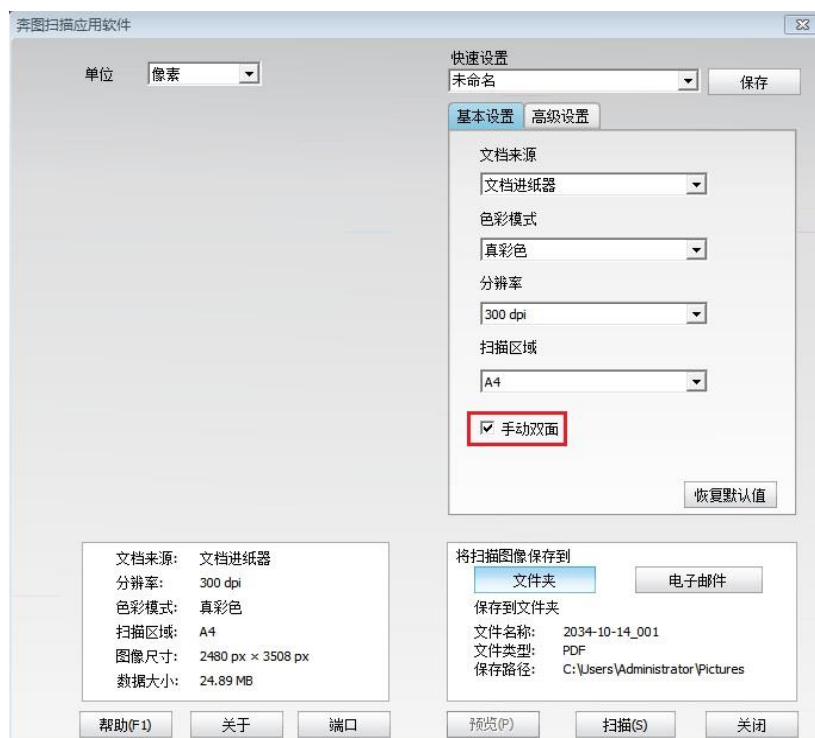 奔图扫描应用软件
单位 像素
快速设置
未命名 保存
基本设置 高级设置
文档来源
文档进纸器
色彩模式
真彩色
分辨率
300 dpi
扫描区域
A4
手动双面
恢复默认值
文档来源: 文档进纸器
分辨率: 300 dpi
色彩模式: 真彩色
扫描区域: A4
图像尺寸: 2480 px × 3508 px
数据大小: 24.89 MB
将扫描图像保存到
文件夹 电子邮件
保存到文件夹
文件名称: 2034-10-14_001
文件类型: PDF
保存路径: C:\Users\Administrator\Pictures
帮助(F1) 关于 端口 预览(P) 扫描(S) 关闭